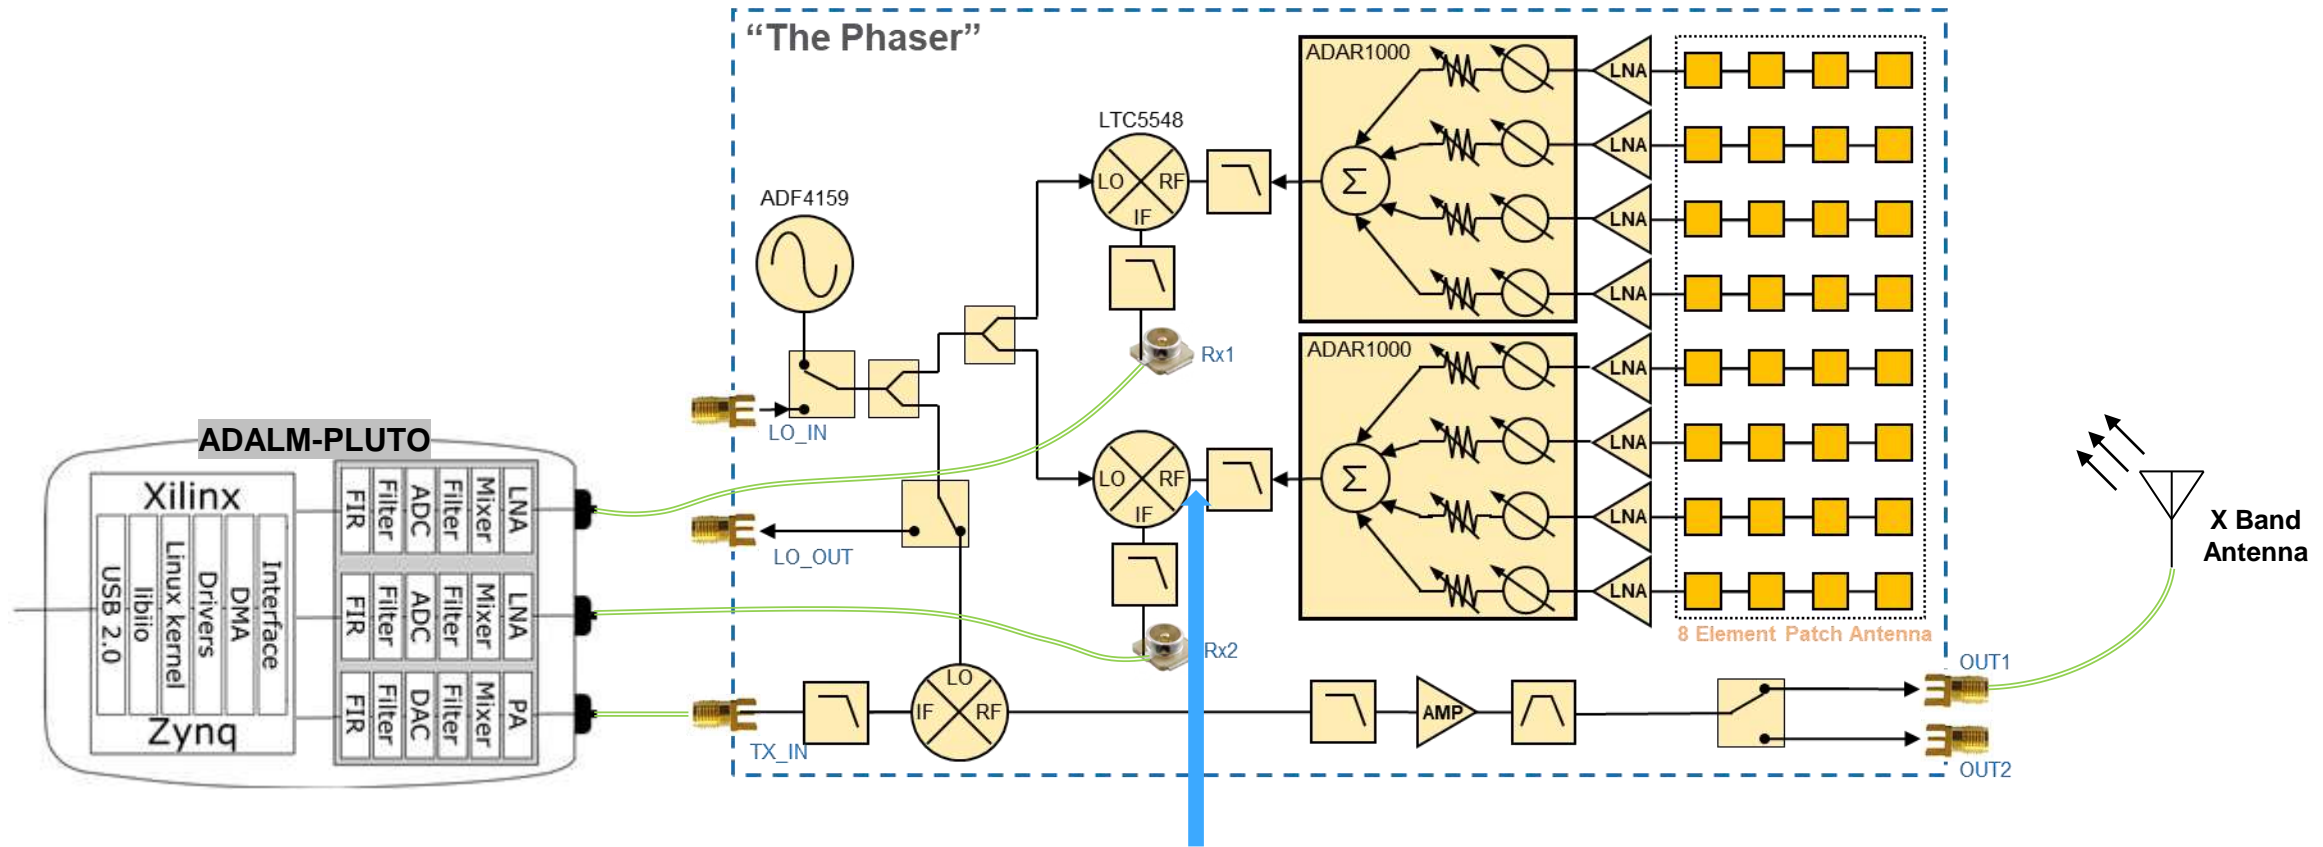 “The Phaser”
ADAR1000
LNA
LNA
LNA
LNA
Σ
LTC5548
LO
RF
IF
ADF4159
Rx1
ADAR1000
LNA
LNA
LNA
LNA
Σ
LO_IN
LO
RF
IF
LO_OUT
Rx2
8 Element Patch Antenna
X Band
Antenna
ADALM-PLUTO
Xilinx
USB 2.0
libiio
Linux kernel
Drivers
DMA
Interface
Zynq
FIR
Filter
ADC
Filter
Mixer
LNA
FIR
Filter
ADC
Filter
Mixer
LNA
FIR
Filter
DAC
Filter
Mixer
PA
TX_IN
LO
IF
RF
AMP
OUT1
OUT2